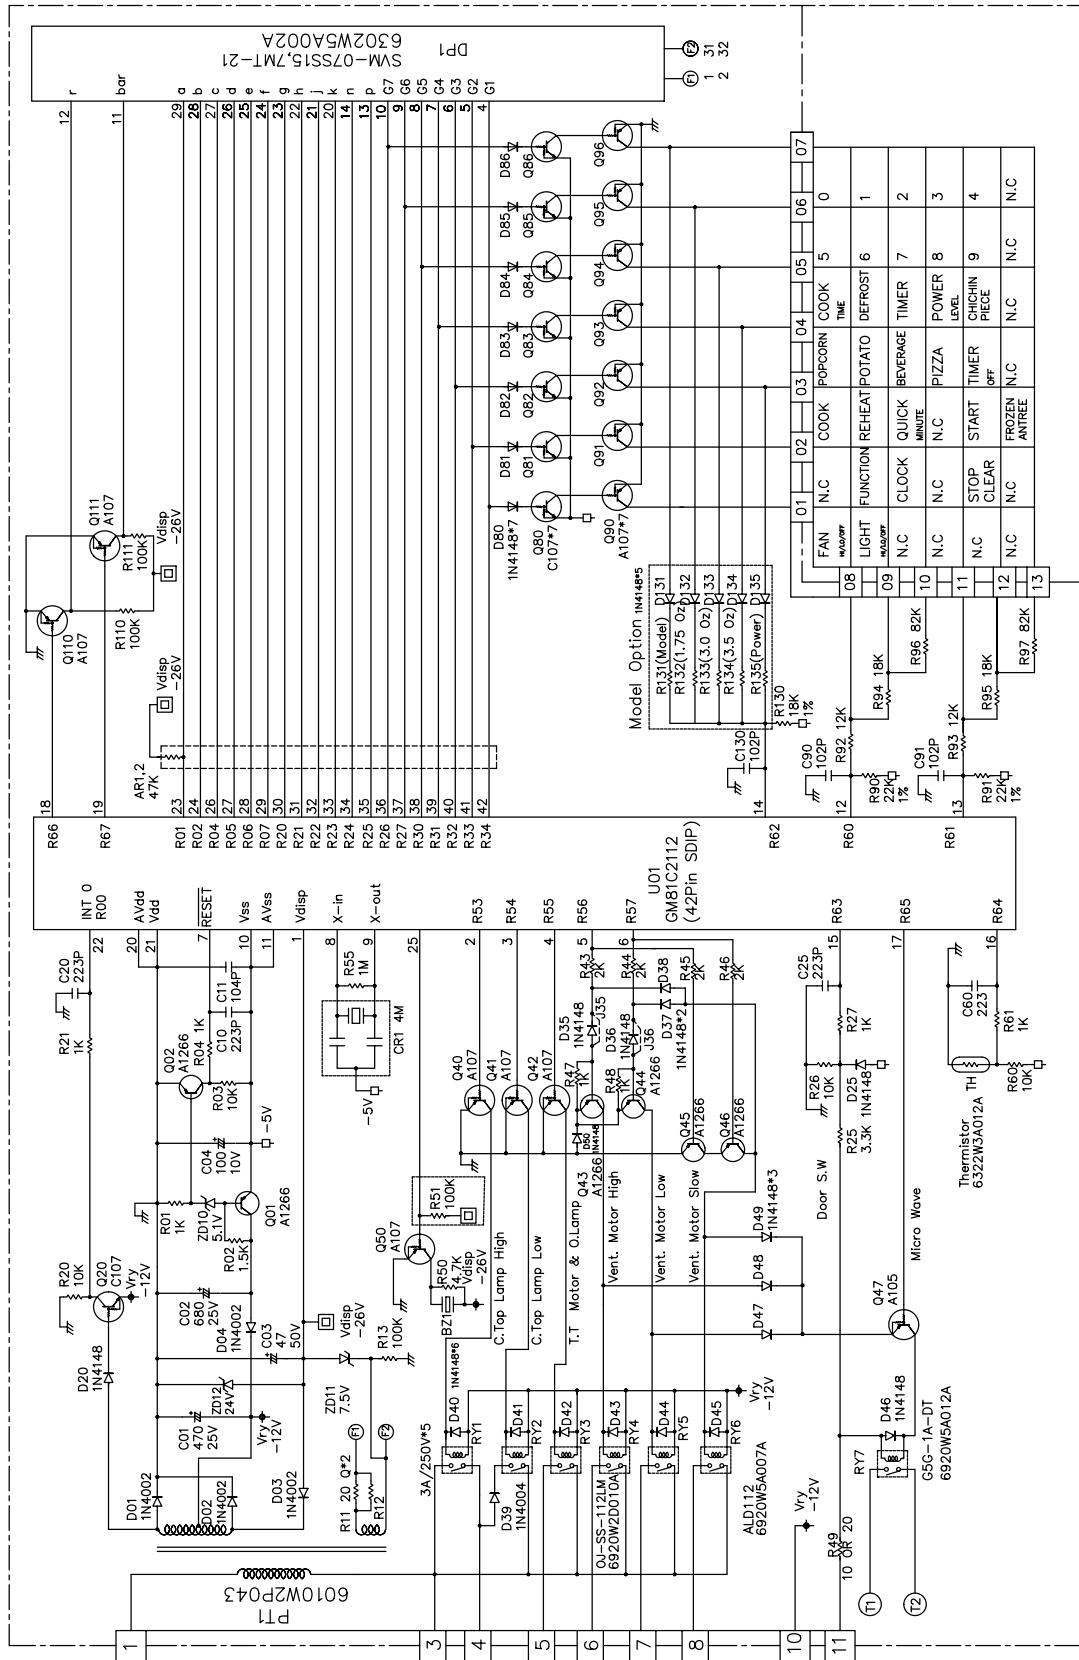 DP1
SVM-07SS15,7MT-21
6302W5A002A
F2 31 32
F1 1 2
r
bar
a
b
c
d
e
f
g
h
j
k
n
p
G7
G6
G5
G4
G3
G2
G1
12
11
29
28
27
26
25
24
23
22
21
20
14
13
10
9
8
7
6
5
4
Q111
A107
R111
100K
Vdisp
-26V
Q110
A107
R110
100K
Vdisp
-26V
AR1,2
47K
D86
D85
D84
D83
D82
D81
D80
1N4148*7
Q86
Q85
Q84
Q83
Q82
Q81
Q80
C107*7
Q96
Q95
Q94
Q93
Q92
Q91
Q90
A107*7
Model Option 1N4148*5
R131(Model) D131
R132(1.75 Oz) D132
R133(3.0 Oz) D133
R134(3.5 Oz) D134
R135(Power) D135
R130
18K
1%
C130
102P
01 02 03 04 05 06 07
FAN
HI/LO/OFF
N.C
COOK
POPCORN
COOK
TIME
5
0
LIGHT
HI/LO/OFF
FUNCTION
REHEAT
POTATO
DEFROST
6
1
N.C
CLOCK
QUICK
MINUTE
BEVERAGE
TIMER
7
2
N.C
N.C
N.C
PIZZA
POWER
LEVEL
8
3
N.C
STOP
CLEAR
START
TIMER
OFF
CHICHIN
PIECE
9
4
N.C
N.C
FROZEN
ANTREE
N.C
N.C
N.C
N.C
08
09
10
11
12
13
R96 82K
R94 18K
R92 12K
C90
102P
R90
22K
1%
R97 82K
R95 18K
R93 12K
C91
102P
R91
22K
1%
18
19
23
24
26
27
28
29
30
31
32
33
34
35
36
37
38
39
40
41
42
14
12
13
R66
R67
R01
R02
R04
R05
R06
R07
R20
R21
R22
R23
R24
R25
R26
R27
R30
R31
R32
R33
R34
R62
R60
R61
U01
GM81C2112
(42Pin SDIP)
INT 0
R00
AVdd
Vdd
RESET
Vss
AVss
Vdisp
X-in
X-out
R53
R54
R55
R56
R57
R63
R65
R64
22
20
21
7
10
11
1
8
9
25
2
3
4
5
6
15
17
16
C20
223P
R21
1K
C11
104P
C10
223P
R04 1K
Q02
A1266
R03
10K
-5V
C04
100
10V
R01
1K
ZD10
5.1V
R02
1.5K
Q01
A1266
R20
10K
Q20
C107
Vry
-12V
C02
680
25V
D04
1N4002
C03
47
50V
D20
1N4148
ZD12
24V
C01
470
25V
Vry
-12V
D01
1N4002
D02
1N4002
D03
1N4002
PT1
6010W2P043
R55
1M
4M
CR1
-5V
Vdisp
-26V
R13
100K
ZD11
7.5V
F1
F2
R11 20 Q*2
R12
R51
100K
Q50
A107
R50
4.7K
Vdisp
-26V
BZ1
Q40
A107
Q41
A107
Q42
A107
R43
2K
R44
2K
R45
2K
R46
2K
D38
D37
1N4148*2
D35
1N4148
J35
D36
1N4148
J36
R47
1K
R48
1K
Q44
A1266
Q43
A1266
D50
1N4148
Q45
A1266
Q46
A1266
C.Top Lamp High
C.Top Lamp Low
T.T Motor & O.Lamp
Vent. Motor High
Vent. Motor Low
Vent. Motor Slow
D49
1N4148*3
D48
D47
1N4148*6
D40
D41
D42
D43
D44
D45
RY1
RY2
RY3
RY4
RY5
RY6
3A/250V*5
D39
1N4004
OJ-SS-112LM
6920W2D010A
ALD112
6920W5A007A
Vry
-12V
C25
223P
R27
1K
R26
10K
D25
1N4148
R25
3.3K
Door S.W
C60
223
R61
1K
TH
R60
10K
Thermistor
6322W3A012A
Micro Wave
Q47
A105
D46
1N4148
RY7
G5G-1A-DT
6920W5A012A
Vry
-12V
R49
10 OR 20
T1
T2
1
3
4
5
6
7
8
10
11